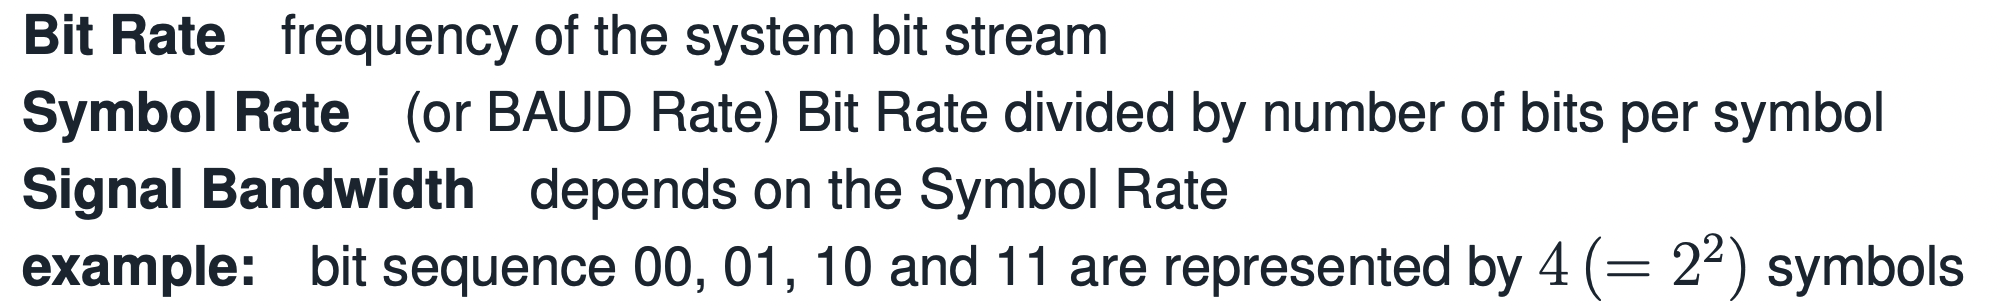 Bit Rate frequency of the system bit stream
Symbol Rate (or BAUD Rate) Bit Rate divided by number of bits per symbol
Signal Bandwidth depends on the Symbol Rate
example: bit sequence 00, 01, 10 and 11 are represented by 4 (= 2²) symbols